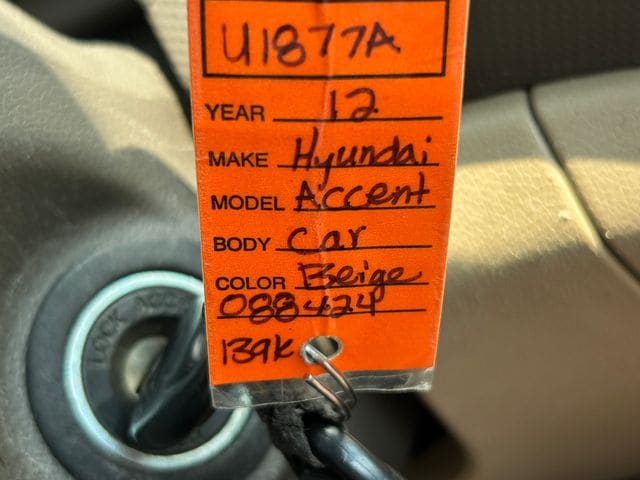 U1877A
YEAR 12
MAKE Hyundai
MODEL Accent
BODY Car
COLOR Beige
088424
139K
LOCK ACC